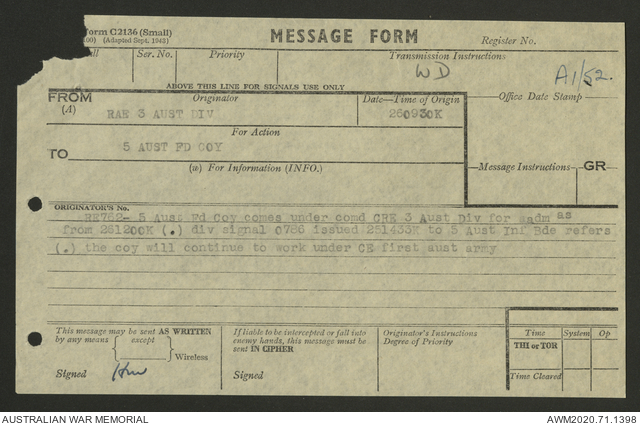 Form C2136 (Small)
(Adapted Sept. 1943)
MESSAGE FORM
Register No.
Ser. No.
Priority
Transmission Instructions
WD
A1/52.
ABOVE THIS LINE FOR SIGNALS USE ONLY
FROM
(A)
Originator
Date—Time of Origin
Office Date Stamp
RAE 3 AUST DIV
260930K
For Action
TO
5 AUST FD COY
(w) For Information (INFO.)
Message Instructions
GR
ORIGINATOR'S No.
RE762- 5 Aust Fd Coy comes under comd CRE 3 Aust Div for aadm as
from 261200K (.) div signal 0786 issued 251433K to 5 Aust Inf Bde refers
(.) the coy will continue to work under CE first aust army
This message may be sent AS WRITTEN
by any means
except
Wireless
Signed
If liable to be intercepted or fall into
enemy hands, this message must be
sent IN CIPHER
Signed
Originator's Instructions
Degree of Priority
Time
System
Op
THI or TOR
Time Cleared
AUSTRALIAN WAR MEMORIAL
AWM2020.71.1398